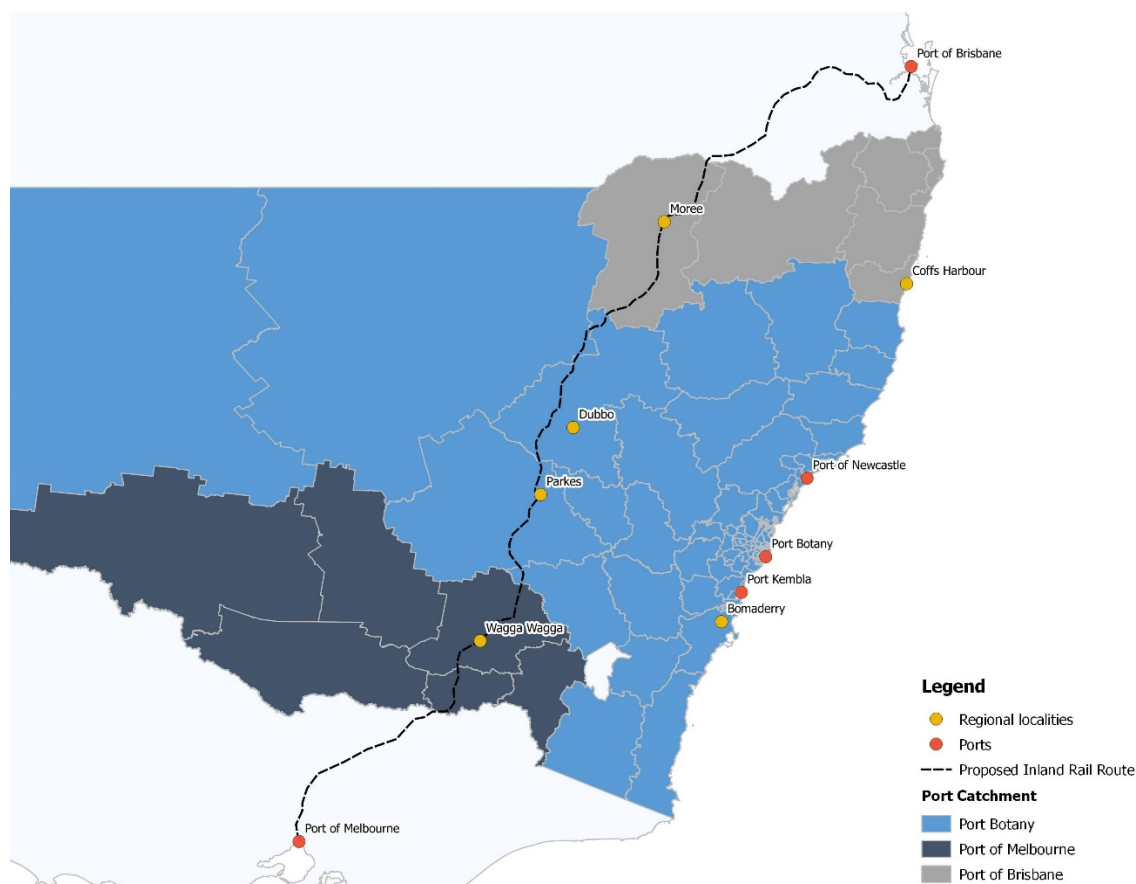 Port of Brisbane
Moree
Coffs Harbour
Dubbo
Port of Newcastle
Parkes
Port Botany
Port Kembla
Bomaderry
Wagga Wagga
Port of Melbourne
Legend
Regional localities
Ports
Proposed Inland Rail Route
Port Catchment
Port Botany
Port of Melbourne
Port of Brisbane